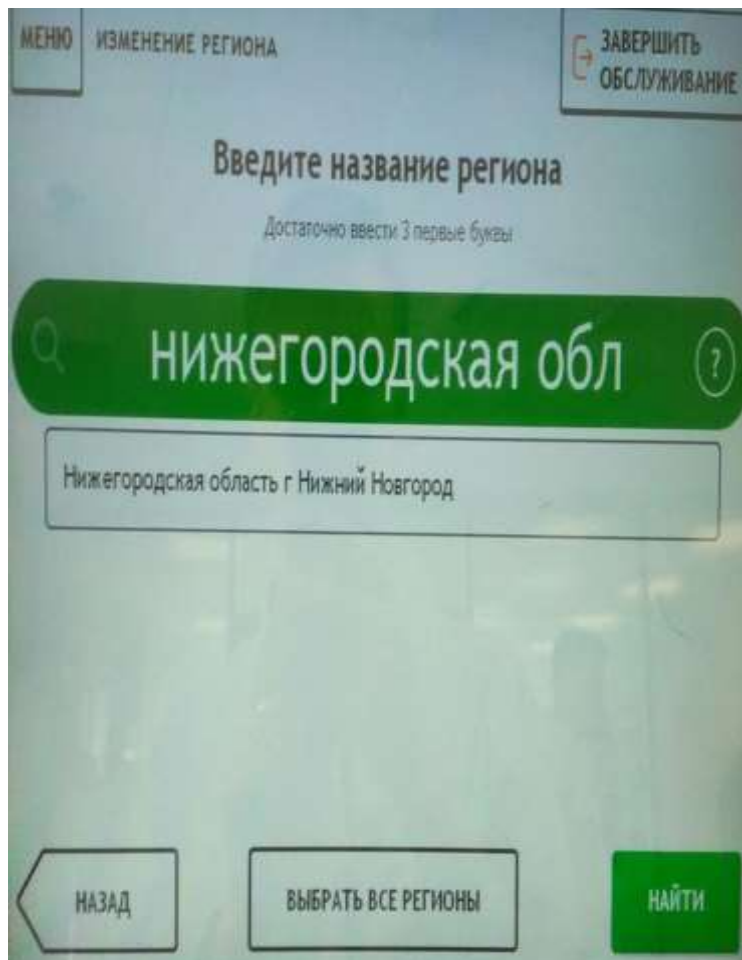 МЕНЮ
ИЗМЕНЕНИЕ РЕГИОНА
ЗАВЕРШИТЬ
ОБСЛУЖИВАНИЕ
Введите название региона
Достаточно ввести 3 первые буквы
нижегородская обл
?
Нижегородская область г Нижний Новгород
НАЗАД
ВЫБРАТЬ ВСЕ РЕГИОНЫ
НАЙТИ